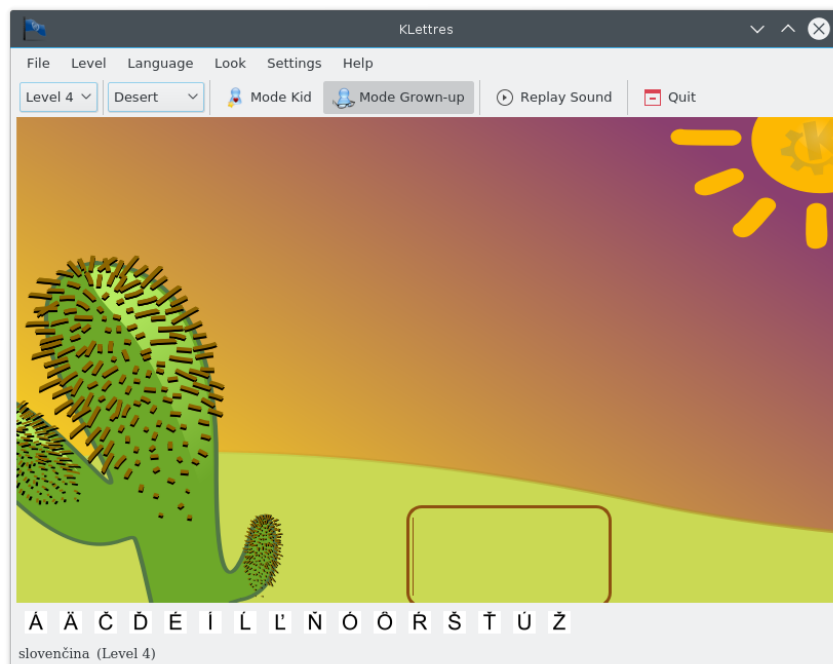 KLettres
File Level Language Look Settings Help
Level 4 Desert Mode Kid Mode Grown-up Replay Sound Quit
Á Ä Č Ď É Í Ĺ Ľ Ň Ó Ô Ŕ Š Ť Ú Ž
slovenčina (Level 4)